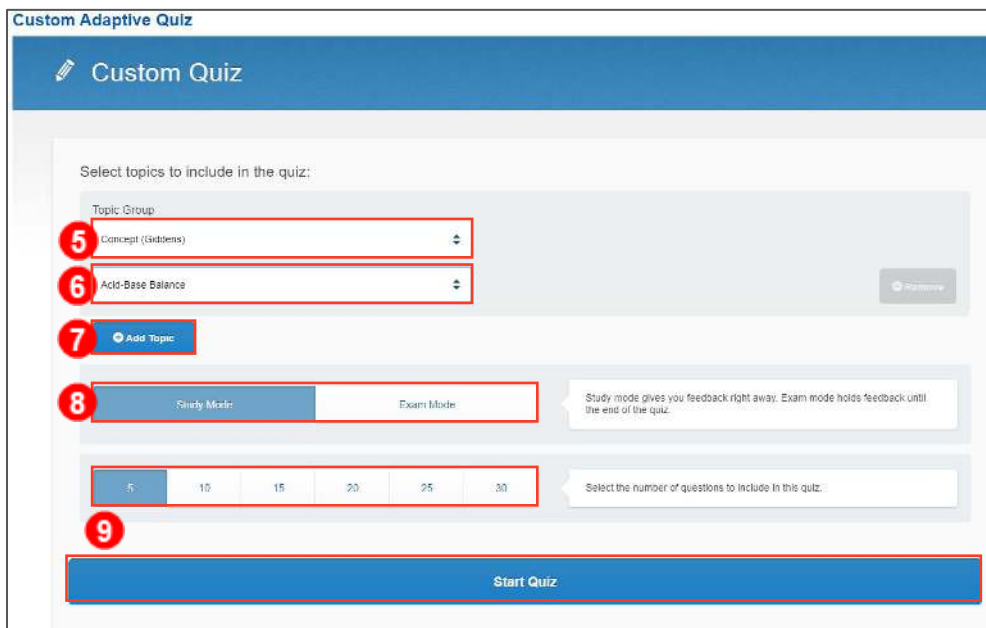 Custom Adaptive Quiz
Custom Quiz
Select topics to include in the quiz:
Topic Group
5
Concept (Giddens)
6
Acid-Base Balance
Remove
7
Add Topic
8
Study Mode
Exam Mode
Study mode gives you feedback right away. Exam mode holds feedback until
the end of the quiz.
5
10
15
20
25
30
Select the number of questions to include in this quiz.
9
Start Quiz